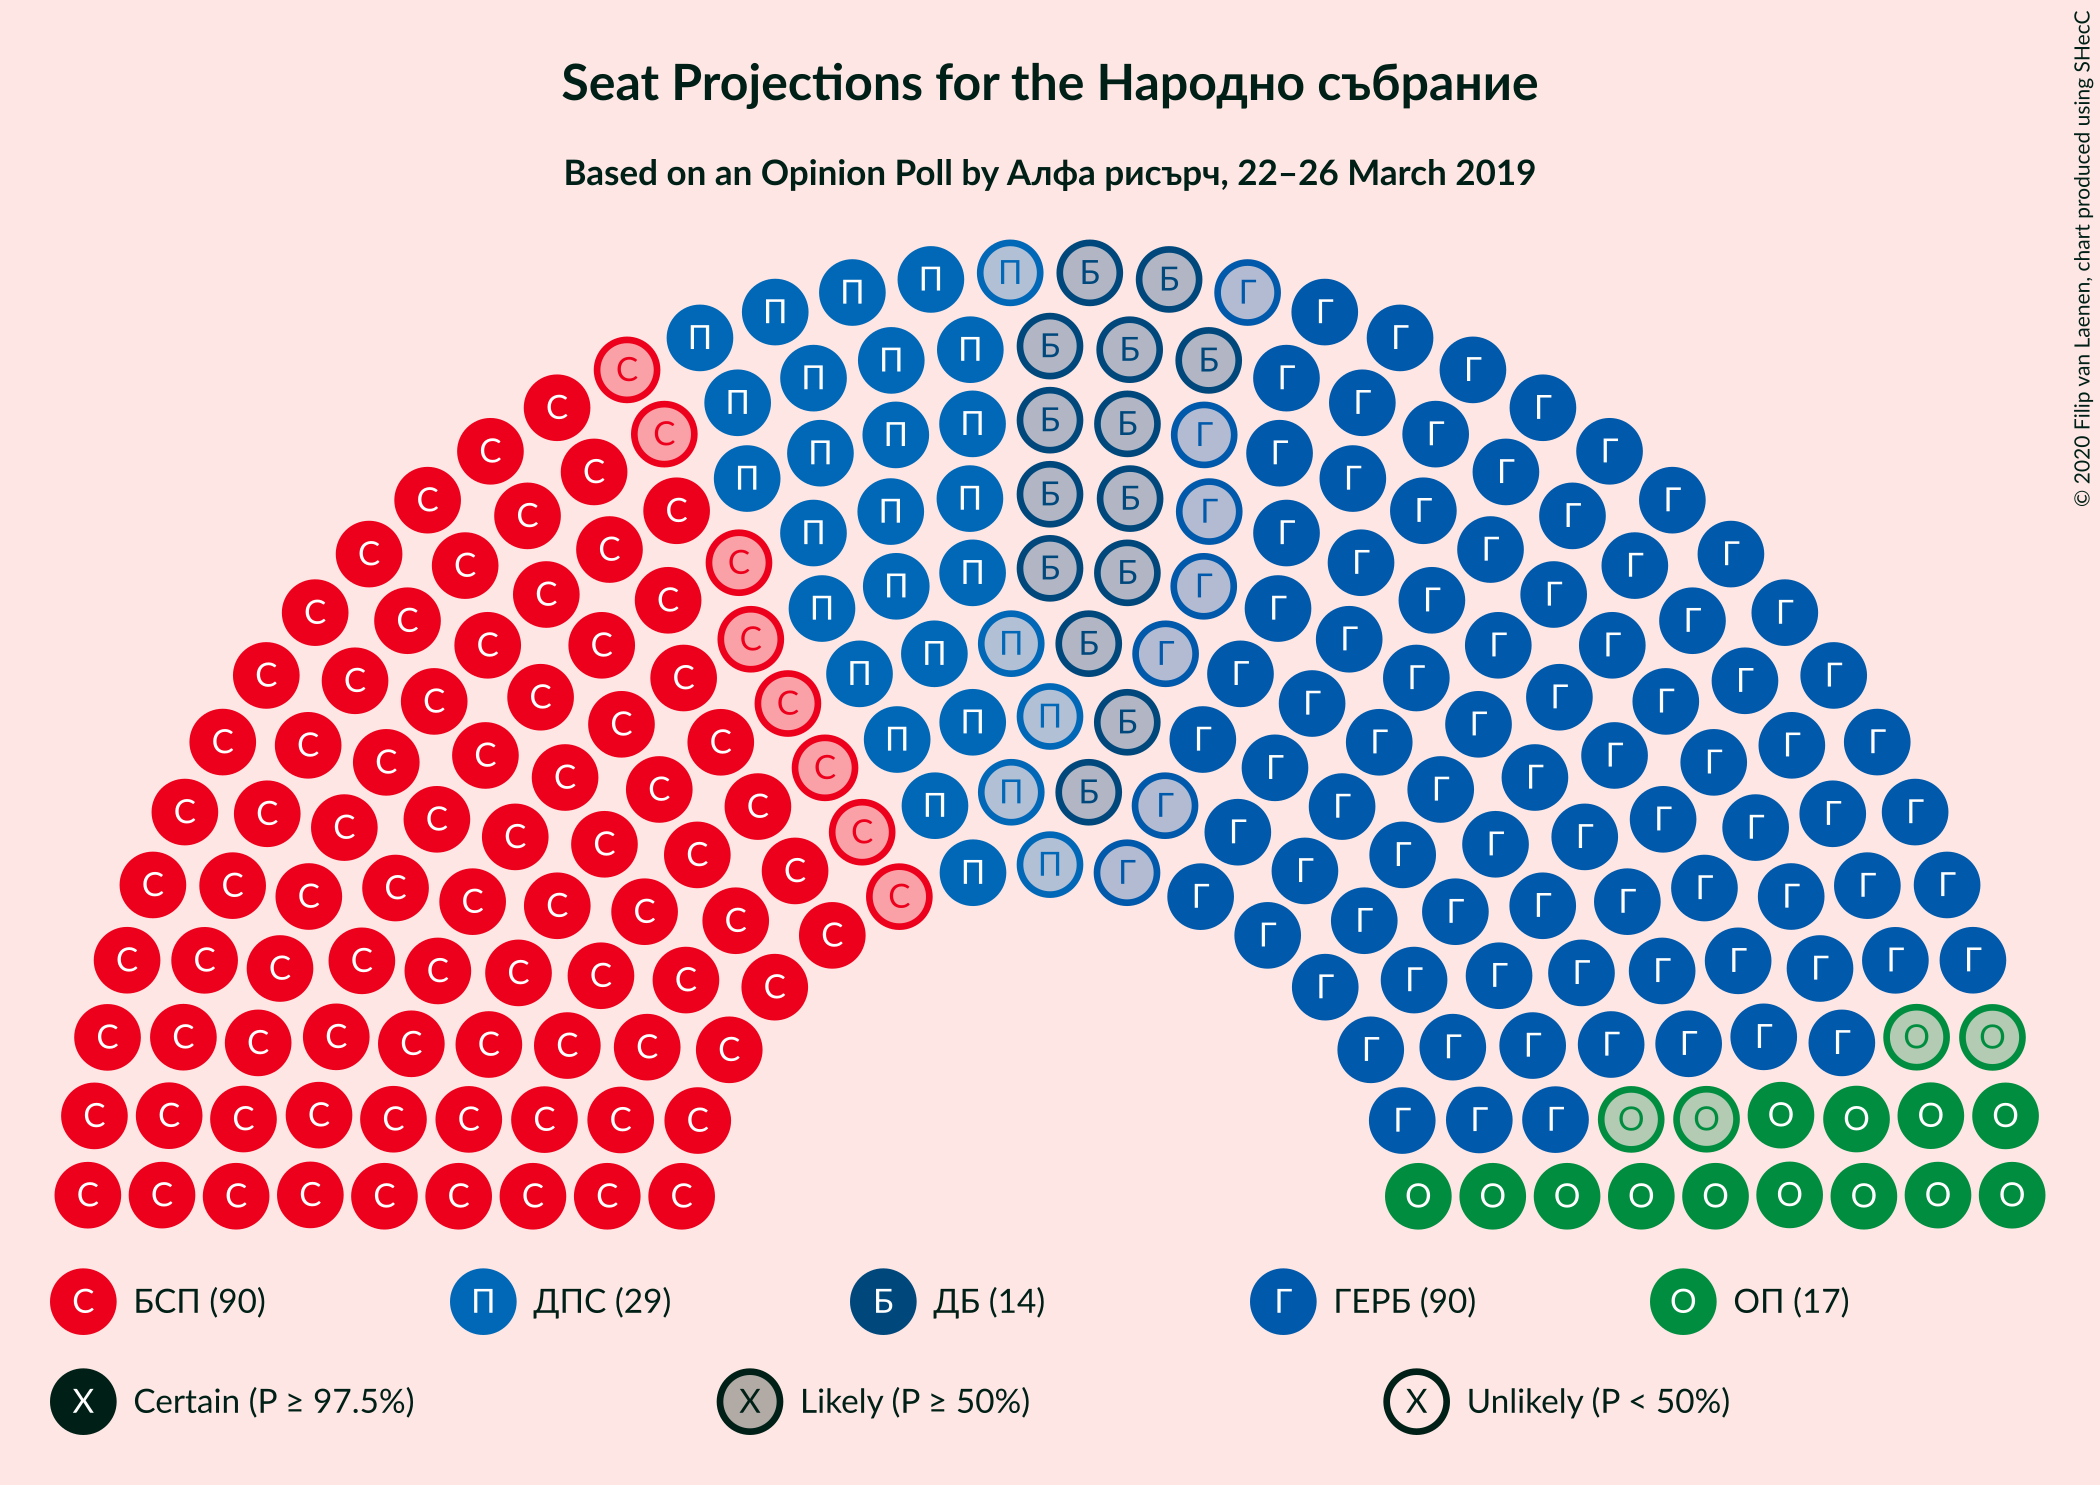 Seat Projections for the Народно събрание
Based on an Opinion Poll by Алфа рисърч, 22–26 March 2019
© 2020 Filip van Laenen, chart produced using SHecC
С БСП (90) П ДПС (29) Б ДБ (14) Г ГЕРБ (90) О ОП (17)
X Certain (P ≥ 97.5%) X Likely (P ≥ 50%) X Unlikely (P < 50%)